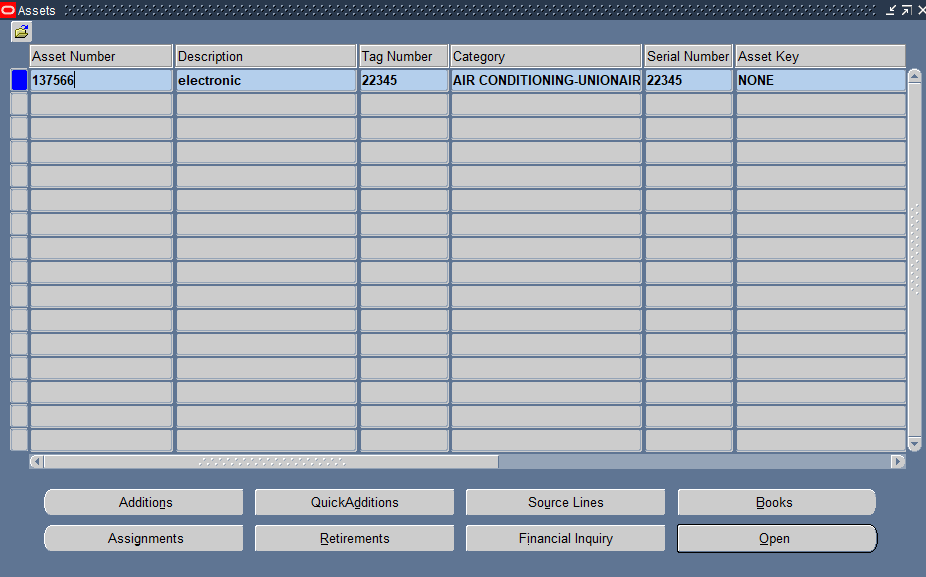 Assets
Asset Number Description Tag Number Category Serial Number Asset Key
137566 electronic 22345 AIR CONDITIONING-UNIONAIR 22345 NONE
Additions QuickAdditions Source Lines Books
Assignments Retirements Financial Inquiry Open